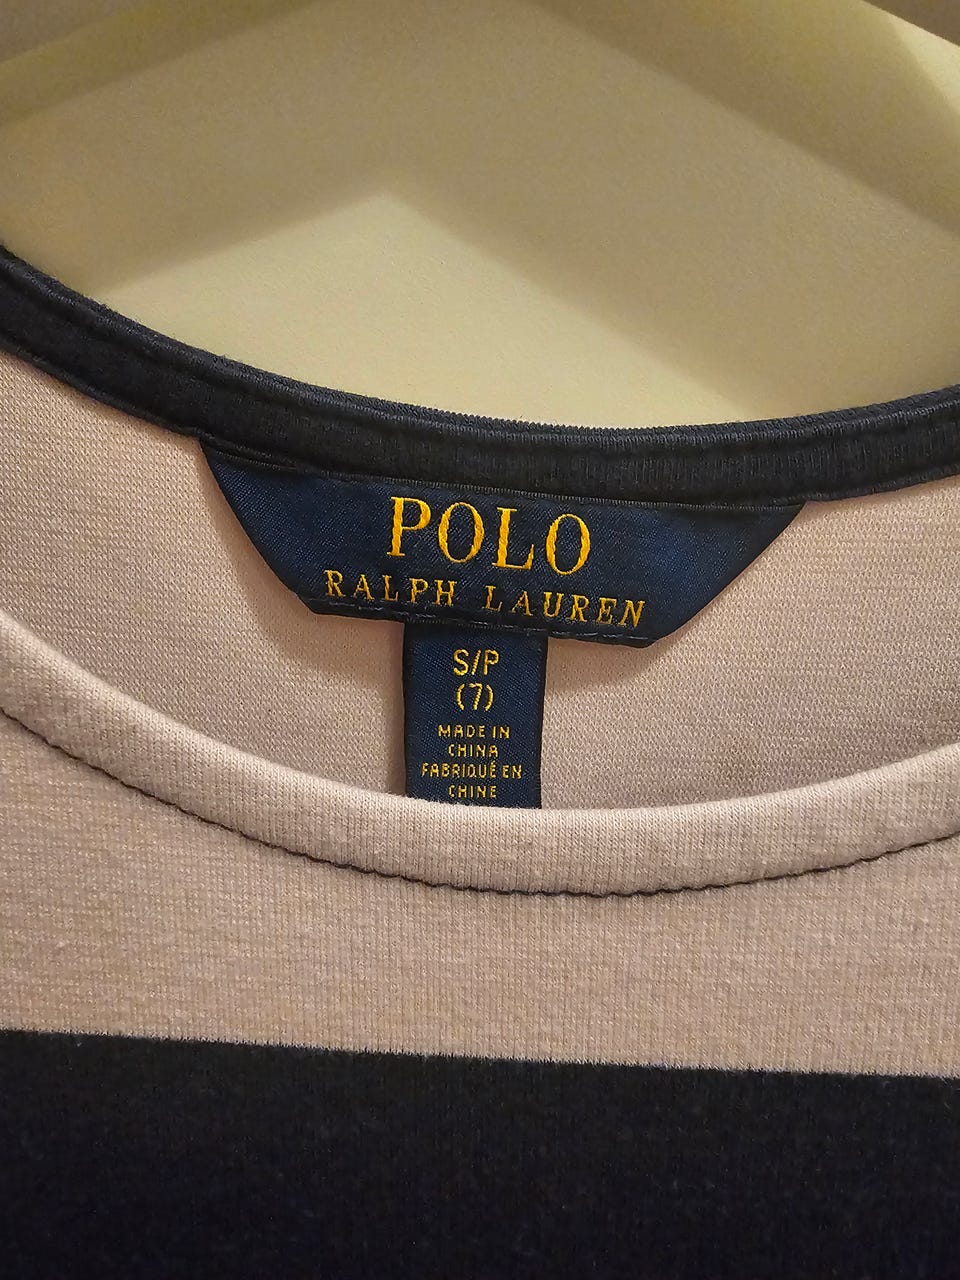 POLO
RALPH LAUREN
S/P
(7)
MADE IN
CHINA
FABRIQUÉ EN
CHINE